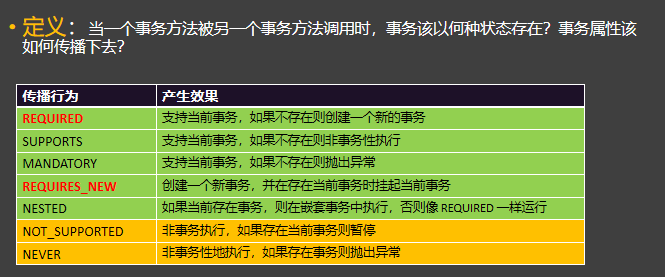 • 定义：当一个事务方法被另一个事务方法调用时，事务该以何种状态存在？事务属性该
如何传播下去？
传播行为 产生效果
REQUIRED 支持当前事务，如果不存在则创建一个新的事务
SUPPORTS 支持当前事务，如果不存在则非事务性执行
MANDATORY 支持当前事务，如果不存在则抛出异常
REQUIRES_NEW 创建一个新事务，并在存在当前事务时挂起当前事务
NESTED 如果当前存在事务，则在嵌套事务中执行，否则像 REQUIRED 一样运行
NOT_SUPPORTED 非事务执行，如果存在当前事务则暂停
NEVER 非事务性地执行，如果存在事务则抛出异常